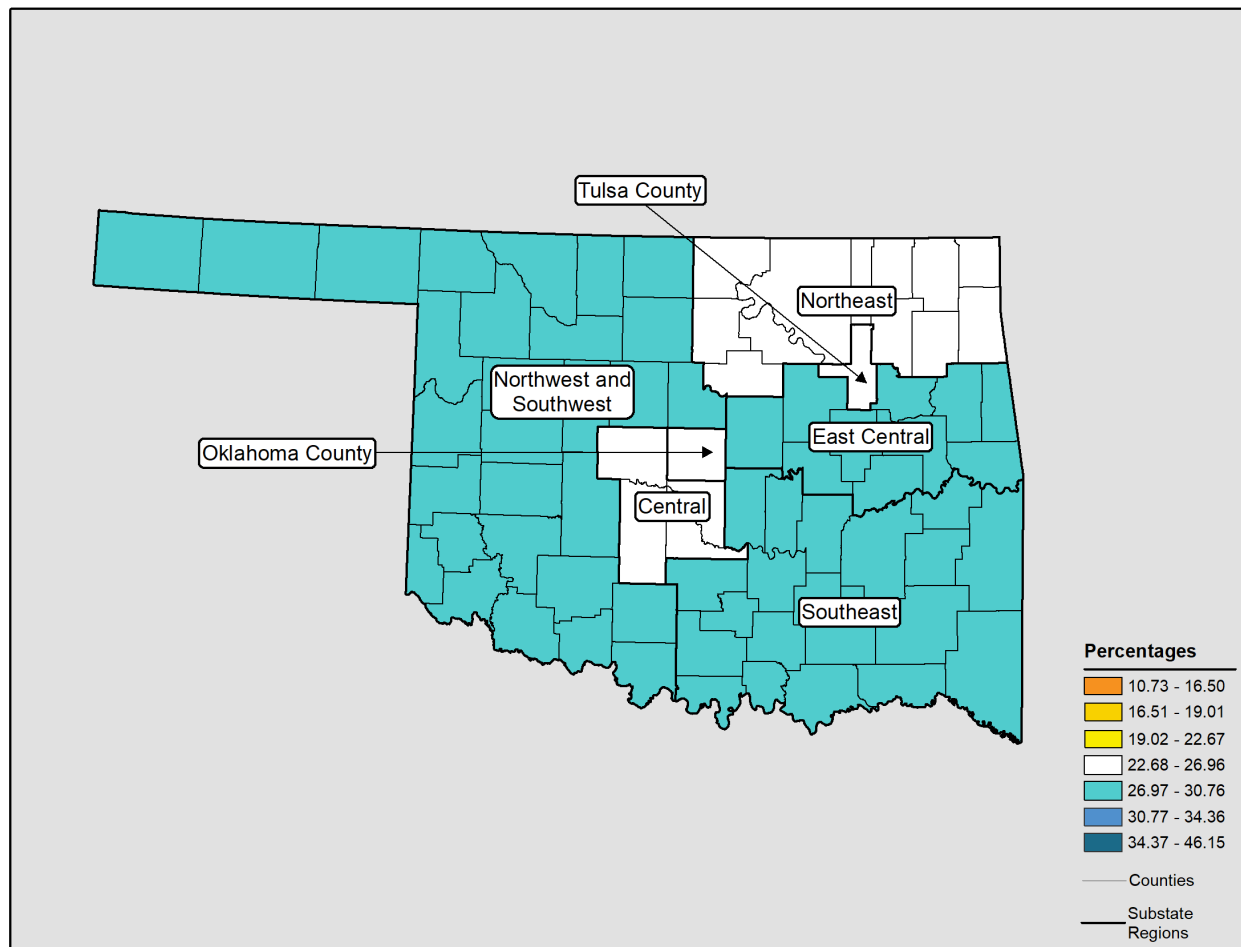 Tulsa County
Northeast
Northwest and
Southwest
East Central
Oklahoma County
Central
Southeast
Percentages
10.73 - 16.50
16.51 - 19.01
19.02 - 22.67
22.68 - 26.96
26.97 - 30.76
30.77 - 34.36
34.37 - 46.15
Counties
Substate
Regions